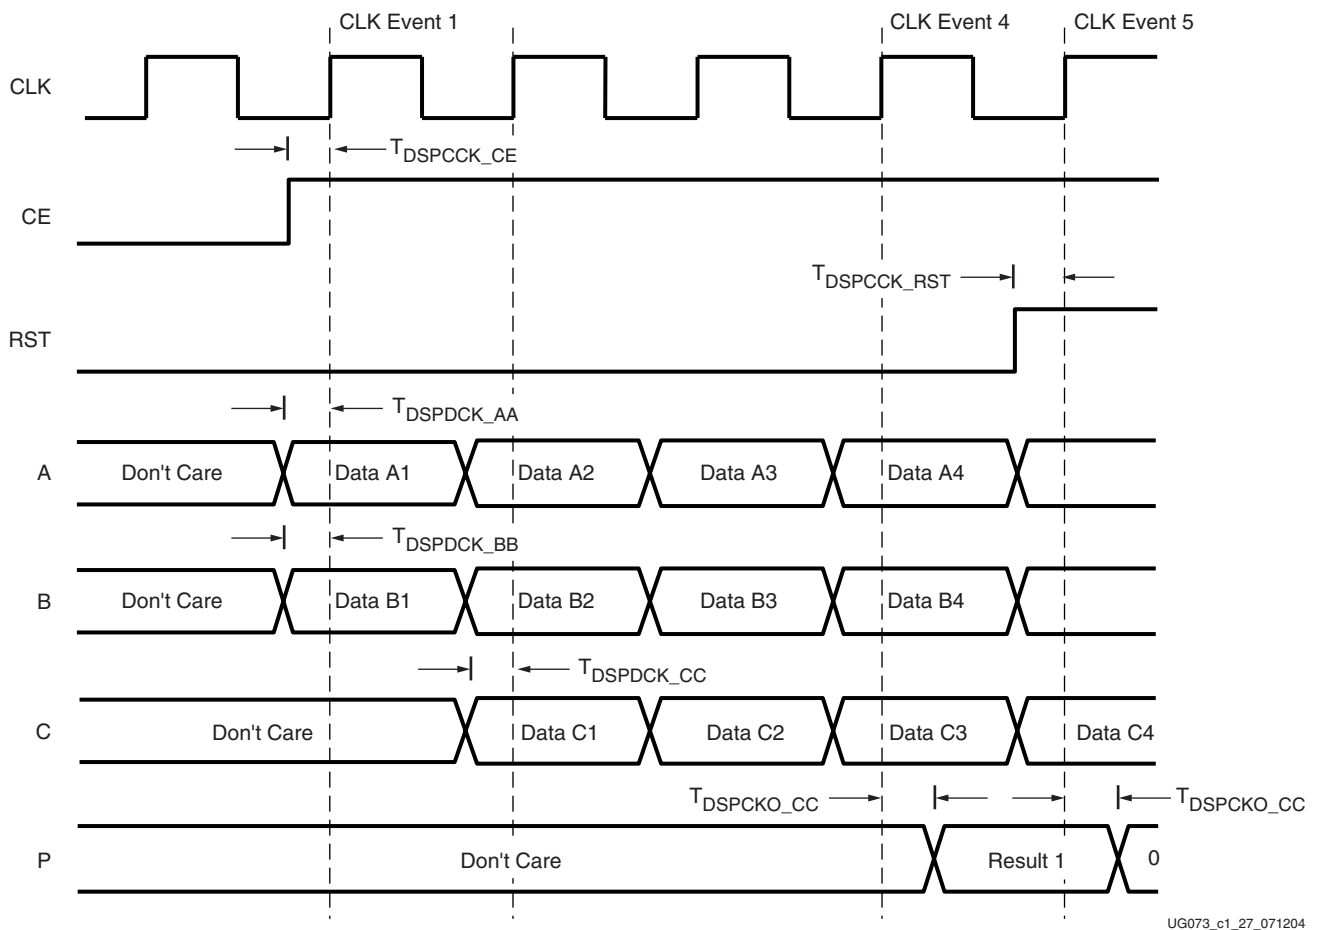 CLK Event 1
CLK Event 4
CLK Event 5
CLK
TDSPCCK_CE
CE
TDSPCCK_RST
RST
TDSPDCK_AA
A
Don't Care
Data A1
Data A2
Data A3
Data A4
TDSPDCK_BB
B
Don't Care
Data B1
Data B2
Data B3
Data B4
TDSPDCK_CC
C
Don't Care
Data C1
Data C2
Data C3
Data C4
TDSPCKO_CC
TDSPCKO_CC
P
Don't Care
Result 1
0
UG073_c1_27_071204